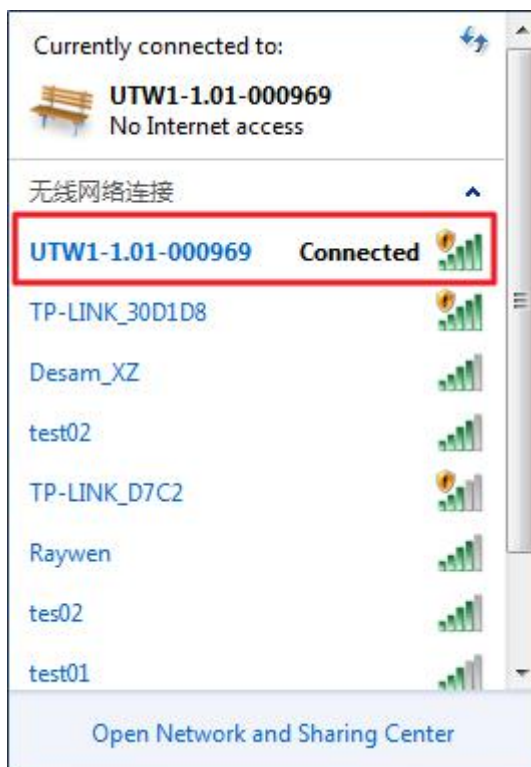 Currently connected to:
UTW1-1.01-000969
No Internet access
无线网络连接
UTW1-1.01-000969 Connected
TP-LINK_30D1D8
Desam_XZ
test02
TP-LINK_D7C2
Raywen
tes02
test01
Open Network and Sharing Center